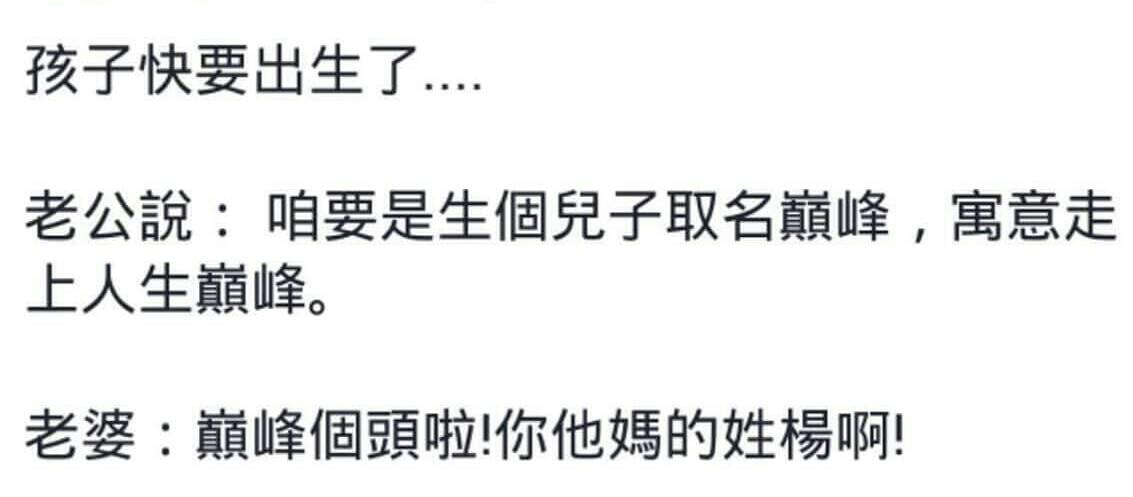 孩子快要出生了....
老公說： 咱要是生個兒子取名巔峰，寓意走
上人生巔峰。
老婆：巔峰個頭啦!你他媽的姓楊啊!